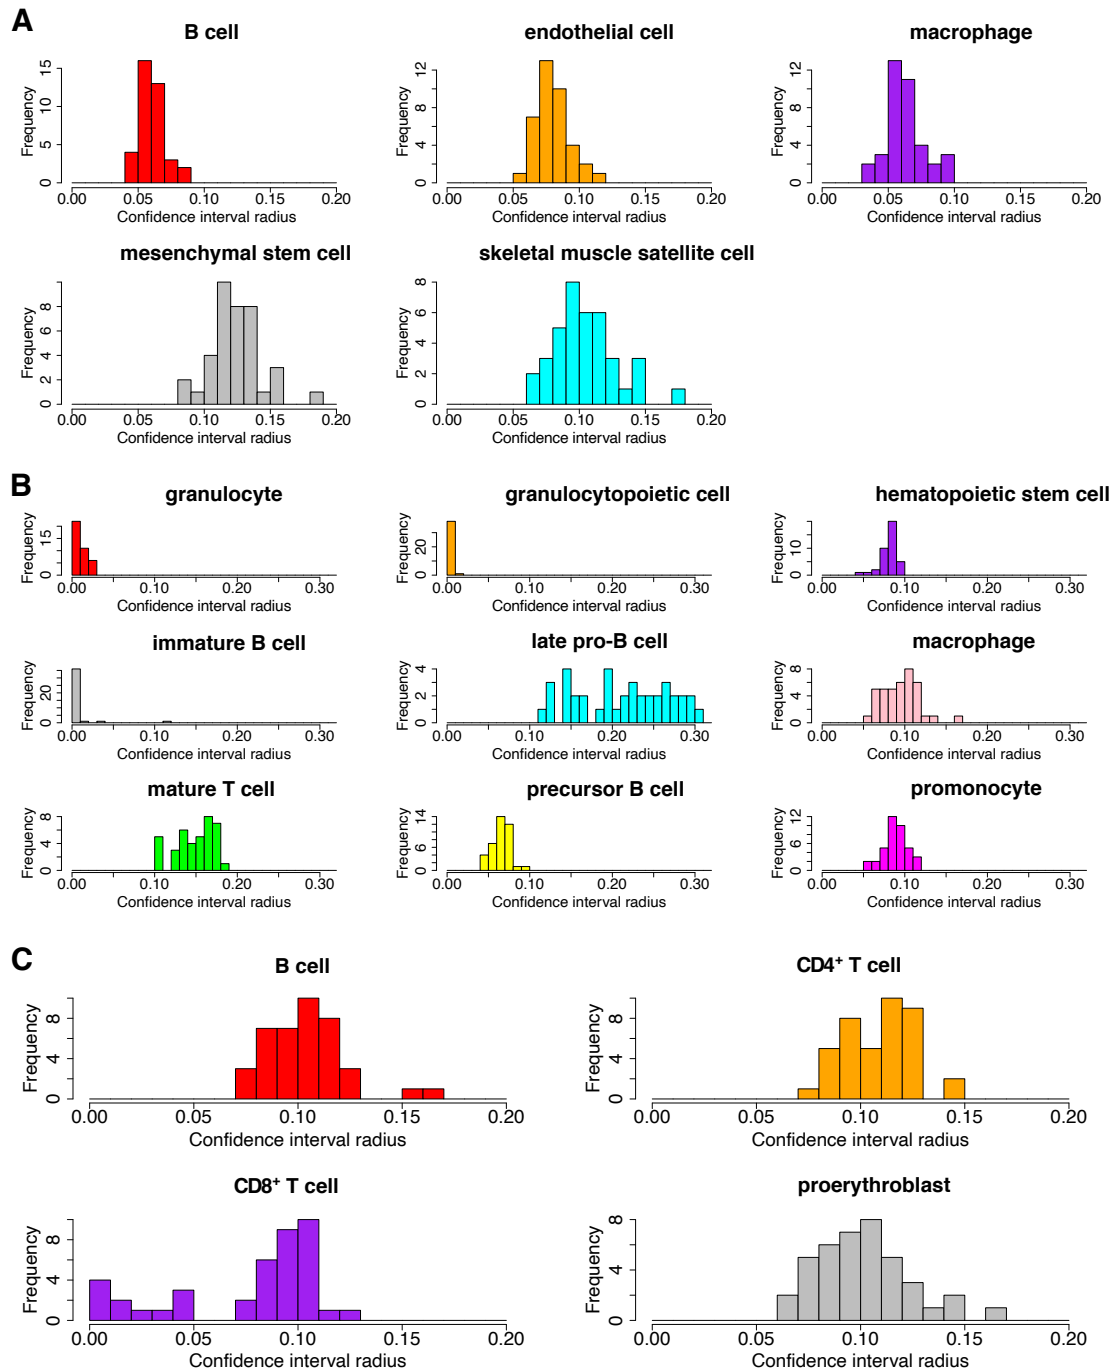 A
B cell
endothelial cell
macrophage
Frequency
0 5 10 15
0.00 0.05 0.10 0.15 0.20
Confidence interval radius
Frequency
0 4 8 12
0.00 0.05 0.10 0.15 0.20
Confidence interval radius
Frequency
0 4 8 12
0.00 0.05 0.10 0.15 0.20
Confidence interval radius
mesenchymal stem cell
skeletal muscle satellite cell
Frequency
0 2 4 6 8
0.00 0.05 0.10 0.15 0.20
Confidence interval radius
Frequency
0 2 4 6 8
0.00 0.05 0.10 0.15 0.20
Confidence interval radius
B
granulocyte
granulocytopoietic cell
hematopoietic stem cell
Frequency
0 15
0.00 0.10 0.20 0.30
Confidence interval radius
Frequency
0 20
0.00 0.10 0.20 0.30
Confidence interval radius
Frequency
0 10
0.00 0.10 0.20 0.30
Confidence interval radius
immature B cell
late pro-B cell
macrophage
Frequency
0 20
0.00 0.10 0.20 0.30
Confidence interval radius
Frequency
0 2 4
0.00 0.10 0.20 0.30
Confidence interval radius
Frequency
0 4 8
0.00 0.10 0.20 0.30
Confidence interval radius
mature T cell
precursor B cell
promonocyte
Frequency
0 4 8
0.00 0.10 0.20 0.30
Confidence interval radius
Frequency
0 6 14
0.00 0.10 0.20 0.30
Confidence interval radius
Frequency
0 6 12
0.00 0.10 0.20 0.30
Confidence interval radius
C
B cell
CD4⁺ T cell
Frequency
0 4 8
0.00 0.05 0.10 0.15 0.20
Confidence interval radius
Frequency
0 4 8
0.00 0.05 0.10 0.15 0.20
Confidence interval radius
CD8⁺ T cell
proerythroblast
Frequency
0 4 8
0.00 0.05 0.10 0.15 0.20
Confidence interval radius
Frequency
0 4 8
0.00 0.05 0.10 0.15 0.20
Confidence interval radius